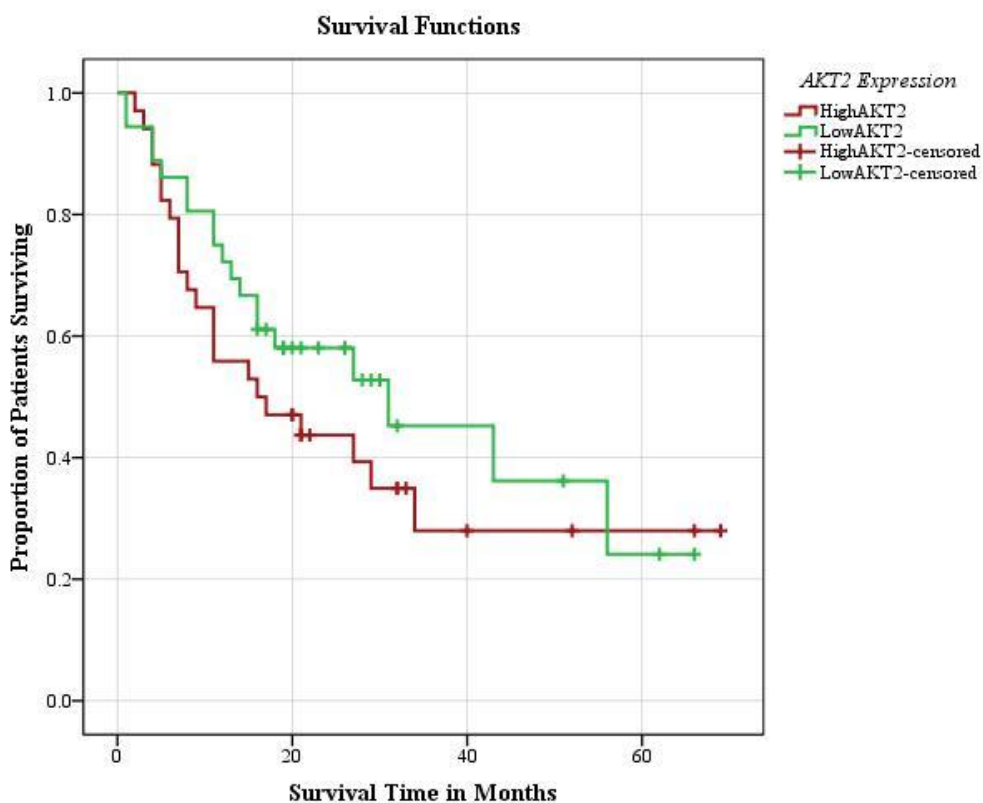 Survival Functions
AKT2 Expression
HighAKT2
LowAKT2
HighAKT2-censored
LowAKT2-censored
Proportion of Patients Surviving
1.0
0.8
0.6
0.4
0.2
0.0
0
20
40
60
Survival Time in Months